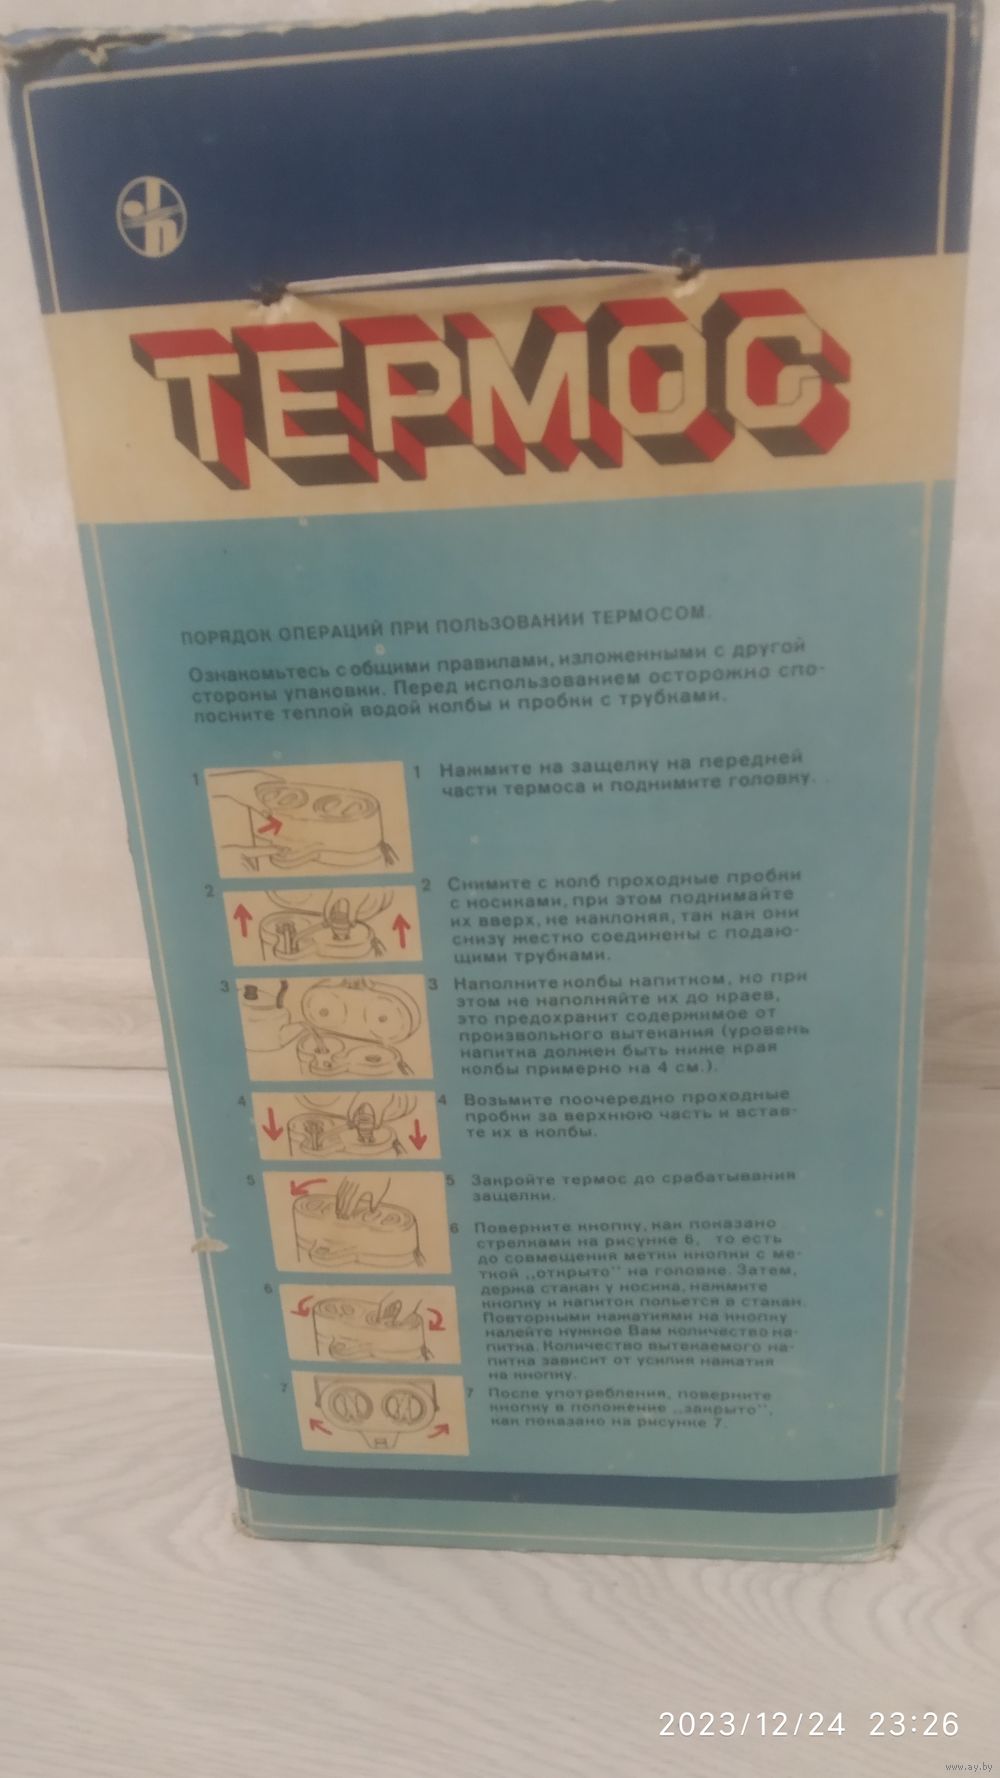 ТЕРМОС
ПОРЯДОК ОПЕРАЦИЙ ПРИ ПОЛЬЗОВАНИИ ТЕРМОСОМ.
Ознакомьтесь с общими правилами, изложенными с другой
стороны упаковки. Перед использованием осторожно спо-
лосните теплой водой колбы и пробки с трубками.
1
1 Нажмите на защелку на передней
части термоса и поднимите головку.
2
2 Снимите с колб проходные пробки
с носиками, при этом поднимайте
их вверх, не наклоняя, так как они
снизу жестко соединены с подаю-
щими трубками.
3
3 Наполните колбы напитком, но при
этом не наполняйте их до краев,
это предохранит содержимое от
произвольного вытекания (уровень
напитка должен быть ниже края
колбы примерно на 4 см.).
4
4 Возьмите поочередно проходные
пробки за верхнюю часть и встав-
те их в колбы.
5
5 Закройте термос до срабатывания
защелки.
6
6 Поверните кнопку, как показано
стрелками на рисунке 6, то есть
до совмещения метки кнопки с ме-
ткой „открыто" на головке. Затем,
держа стакан у носика, нажмите
кнопку и напиток польется в стакан.
Повторными нажатиями на кнопку
налейте нужное Вам количество на-
питка. Количество вытекаемого на-
питка зависит от усилия нажатия
на кнопку.
7
7 После употребления, поверните
кнопку в положение „закрыто",
как показано на рисунке 7.
2023/12/24 23:26
www.ay.by